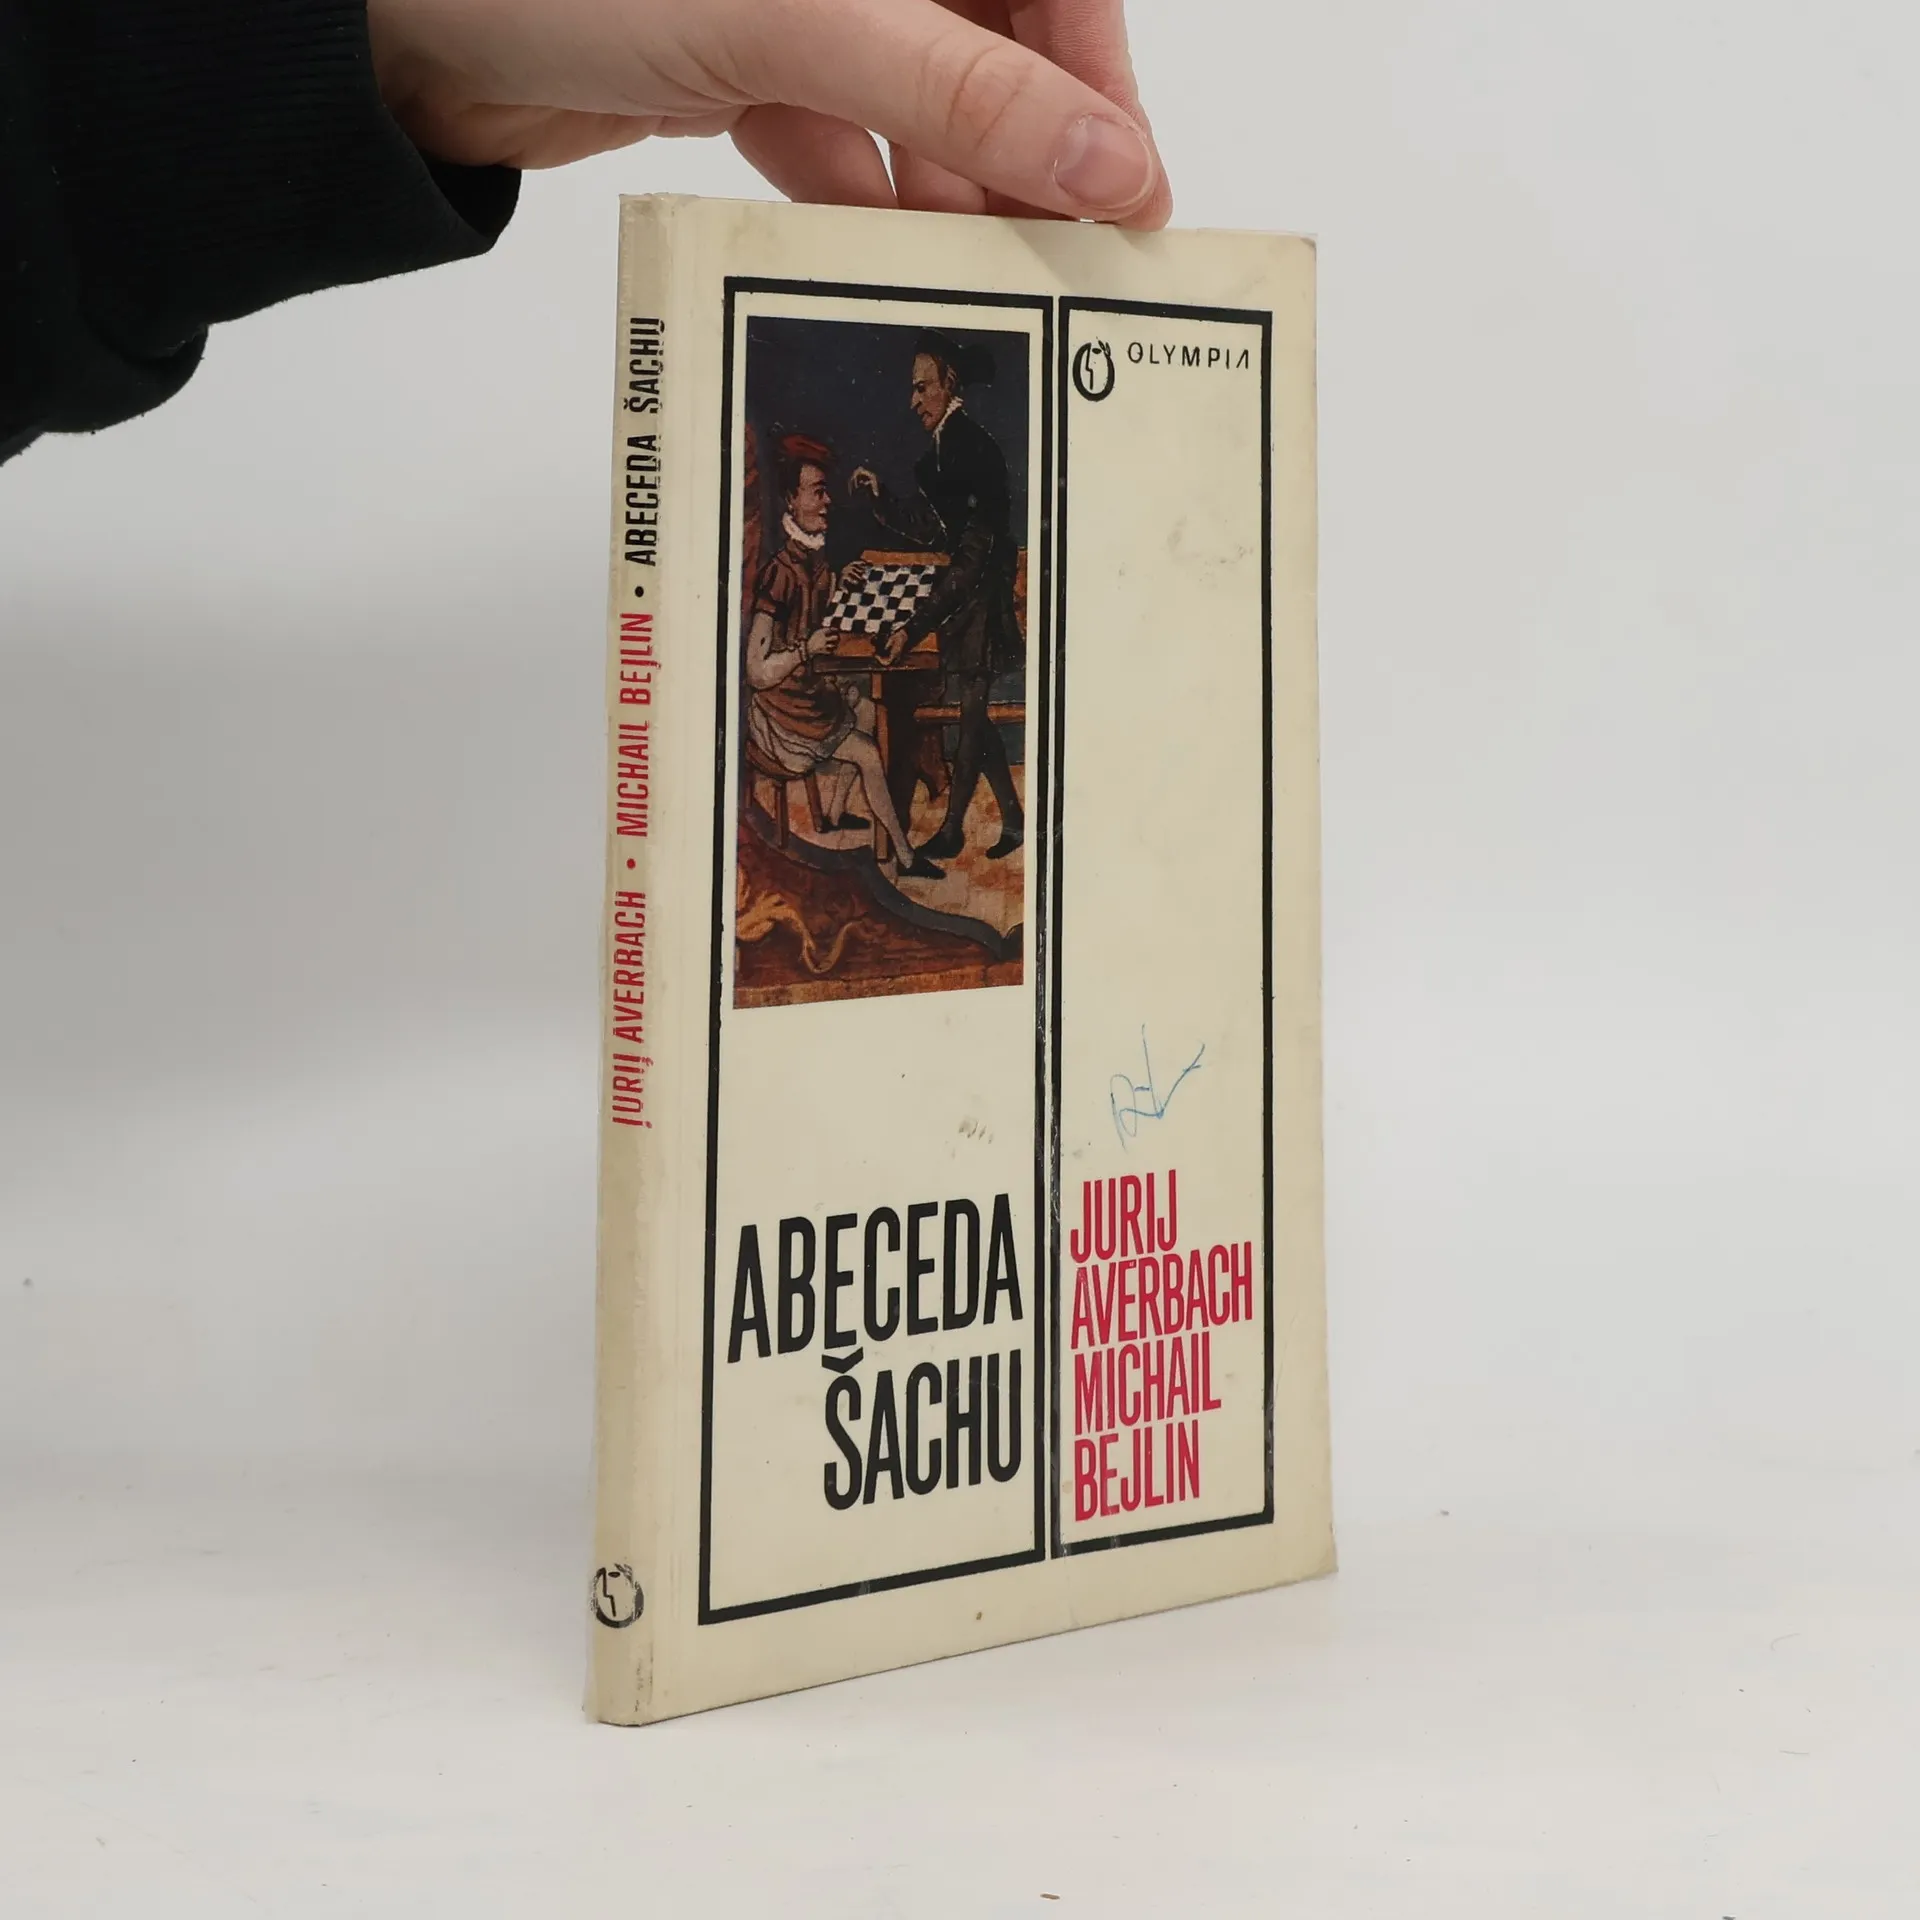 JURIJ AVERBACH • MICHAIL BEJLIN • ABECEDA ŠACHU
OLYMPIA
ABECEDA
ŠACHU
JURIJ
AVERBACH
MICHAIL
BEJLIN